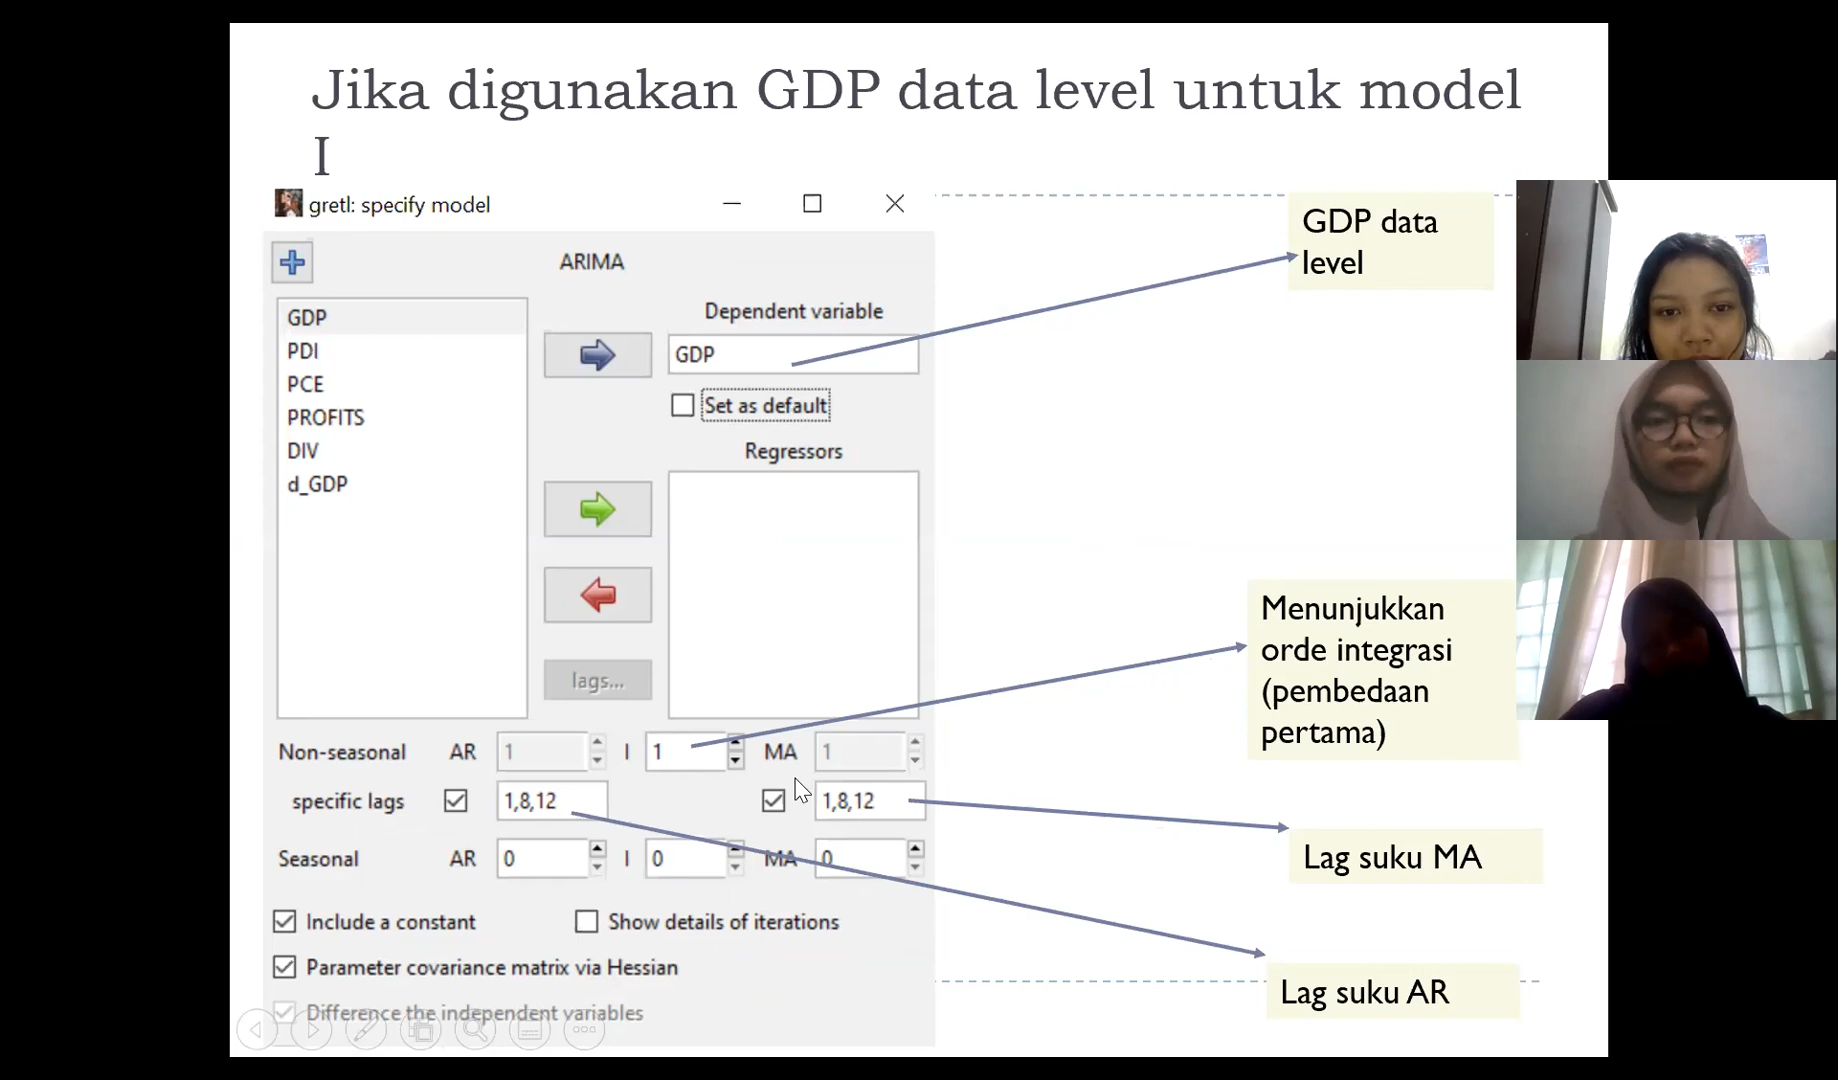 Jika digunakan GDP data level untuk model
I
gretl: specify model
ARIMA
GDP
PDI
PCE
PROFITS
DIV
d_GDP
Dependent variable
GDP
Set as default
Regressors
lags...
Non-seasonal AR 1 I 1 MA 1
specific lags 1,8,12 1,8,12
Seasonal AR 0 I 0 MA 0
Include a constant Show details of iterations
Parameter covariance matrix via Hessian
Difference the independent variables
GDP data
level
Menunjukkan
orde integrasi
(pembedaan
pertama)
Lag suku MA
Lag suku AR